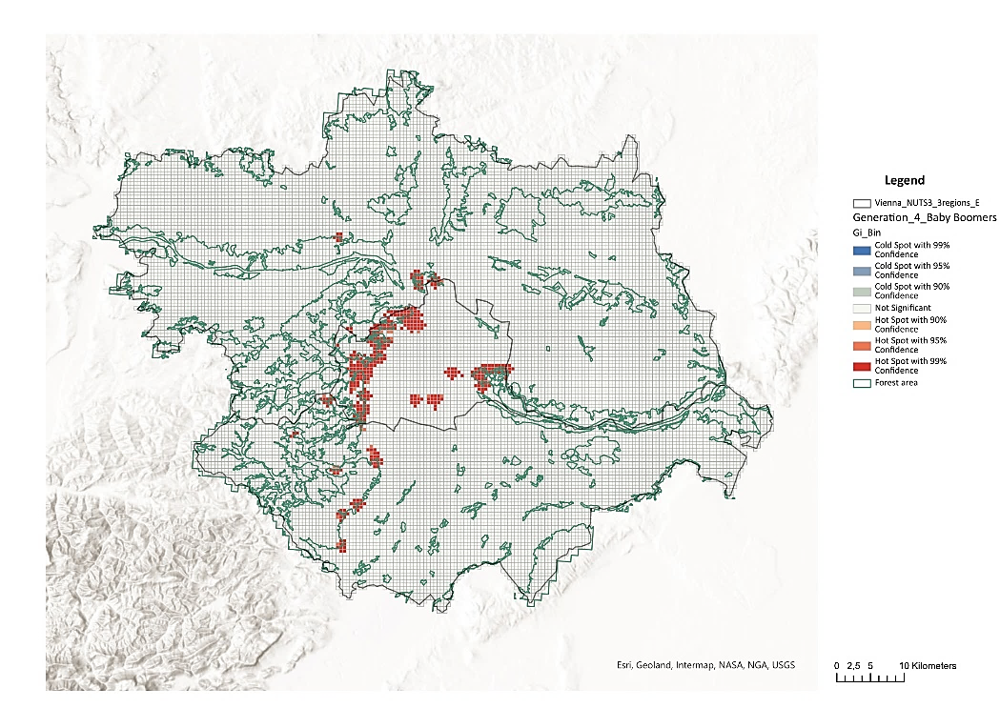 Legend
Vienna_NUTS3_3regions_E
Generation_4_Baby Boomers
Gi_Bin
Cold Spot with 99%
Confidence
Cold Spot with 95%
Confidence
Cold Spot with 90%
Confidence
Not Significant
Hot Spot with 90%
Confidence
Hot Spot with 95%
Confidence
Hot Spot with 99%
Confidence
Forest area
Esri, Geoland, Intermap, NASA, NGA, USGS
0 2,5 5 10 Kilometers